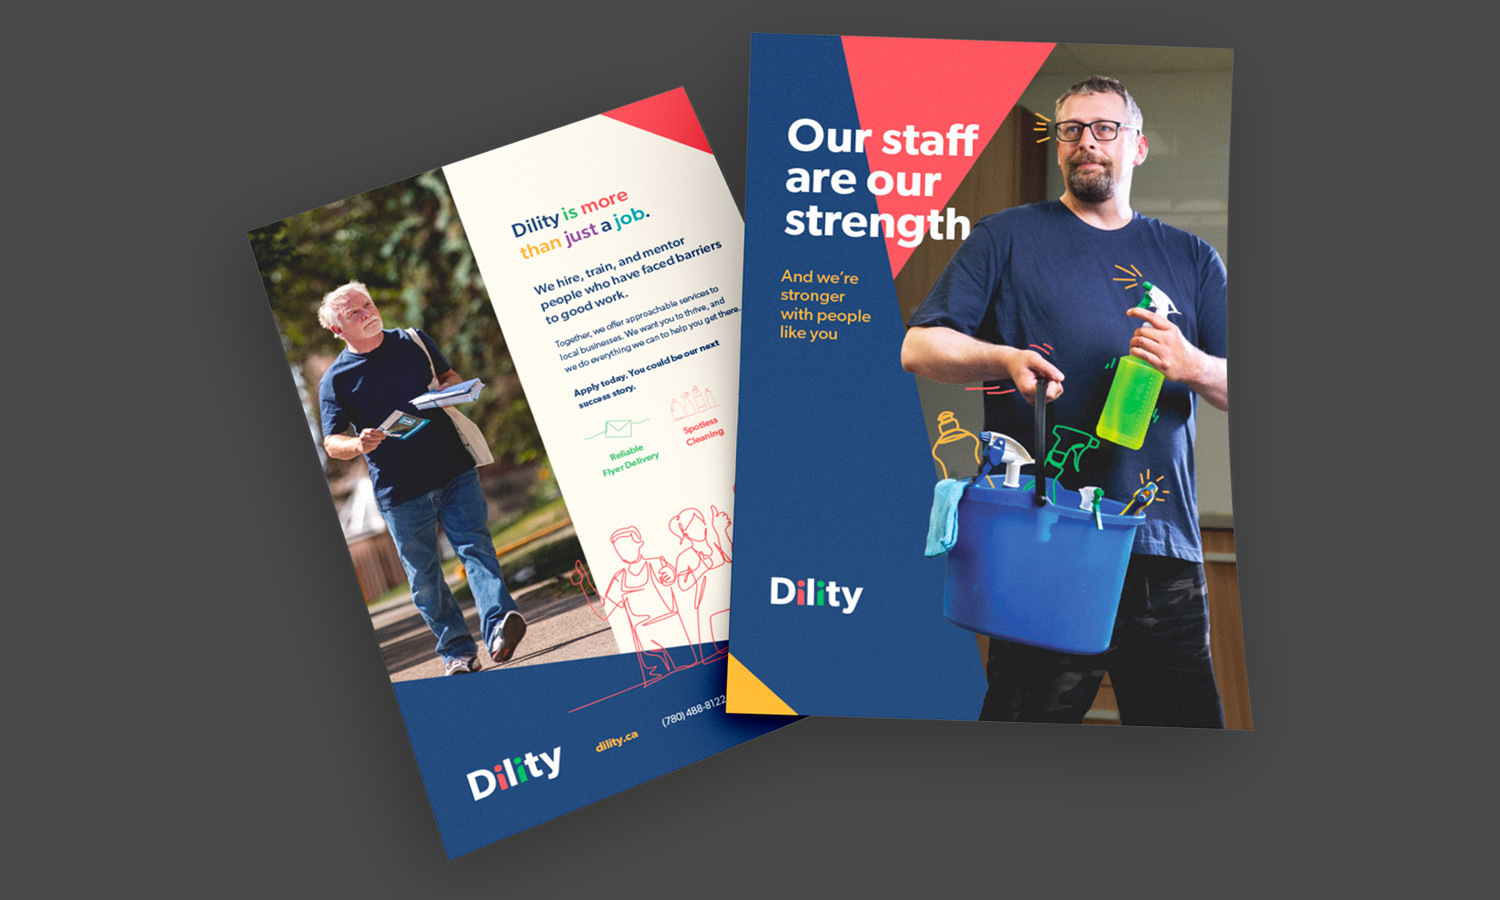 Dility is more
than just a job.
We hire, train, and mentor
people who have faced barriers
to good work.
Together, we offer approachable services to
local businesses. We want you to thrive, and
we do everything we can to help you get there.
Apply today. You could be our next
success story.
Reliable
Flyer Delivery
Spotless
Cleaning
Dility
dility.ca
(780) 488-8122
Our staff
are our
strength
And we're
stronger
with people
like you
Dility